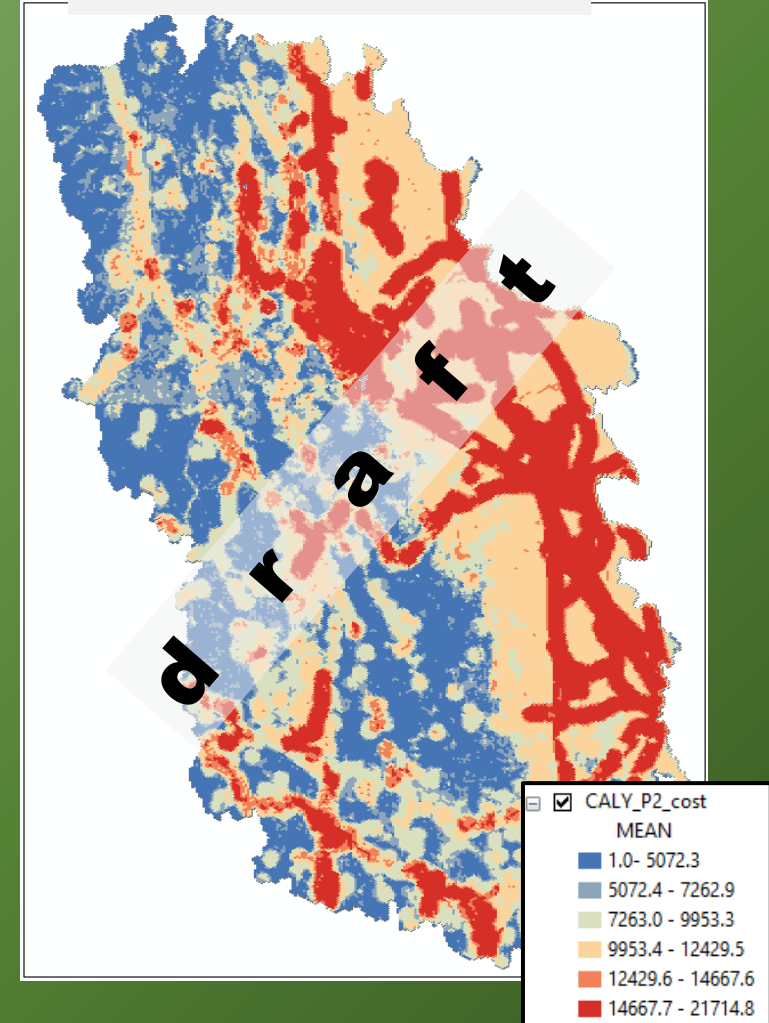 draft
CALY_P2_cost
MEAN
1.0- 5072.3
5072.4 - 7262.9
7263.0 - 9953.3
9953.4 - 12429.5
12429.6 - 14667.6
14667.7 - 21714.8